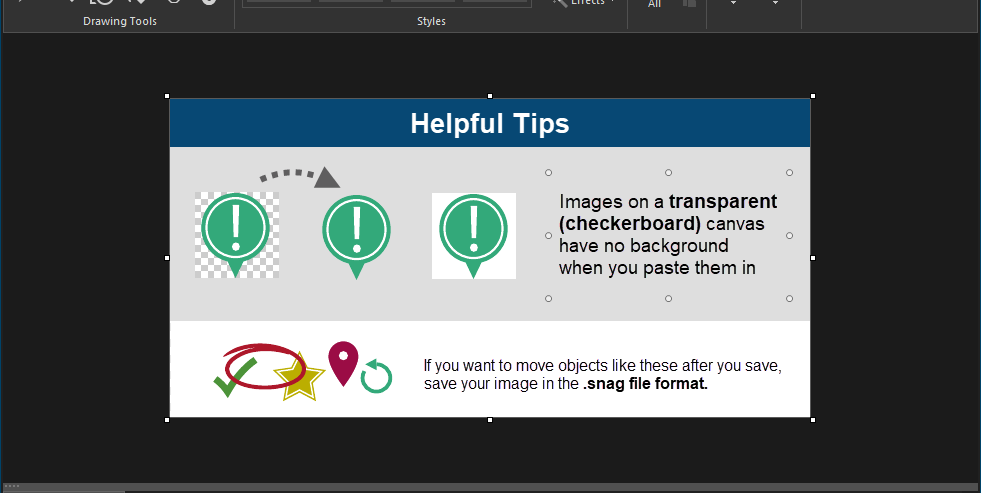 Drawing Tools
Styles
Effects
All
Helpful Tips
Images on a transparent
(checkerboard) canvas
have no background
when you paste them in
If you want to move objects like these after you save,
save your image in the .snag file format.